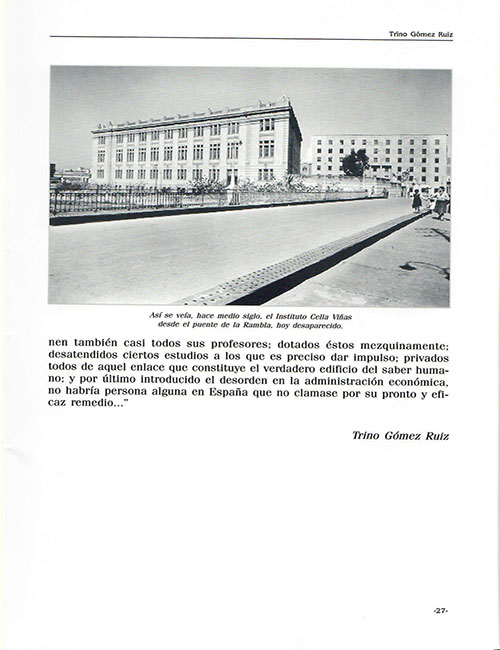 Trino Gómez Ruiz
Así se veía, hace medio siglo, el Instituto Celia Viñas
desde el puente de la Rambla, hoy desaparecido.
nen también casi todos sus profesores; dotados éstos mezquinamente;
desatendidos ciertos estudios a los que es preciso dar impulso; privados
todos de aquel enlace que constituye el verdadero edificio del saber huma-
no; y por último introducido el desorden en la administración económica,
no habría persona alguna en España que no clamase por su pronto y efi-
caz remedio..."
Trino Gómez Ruiz
-27-